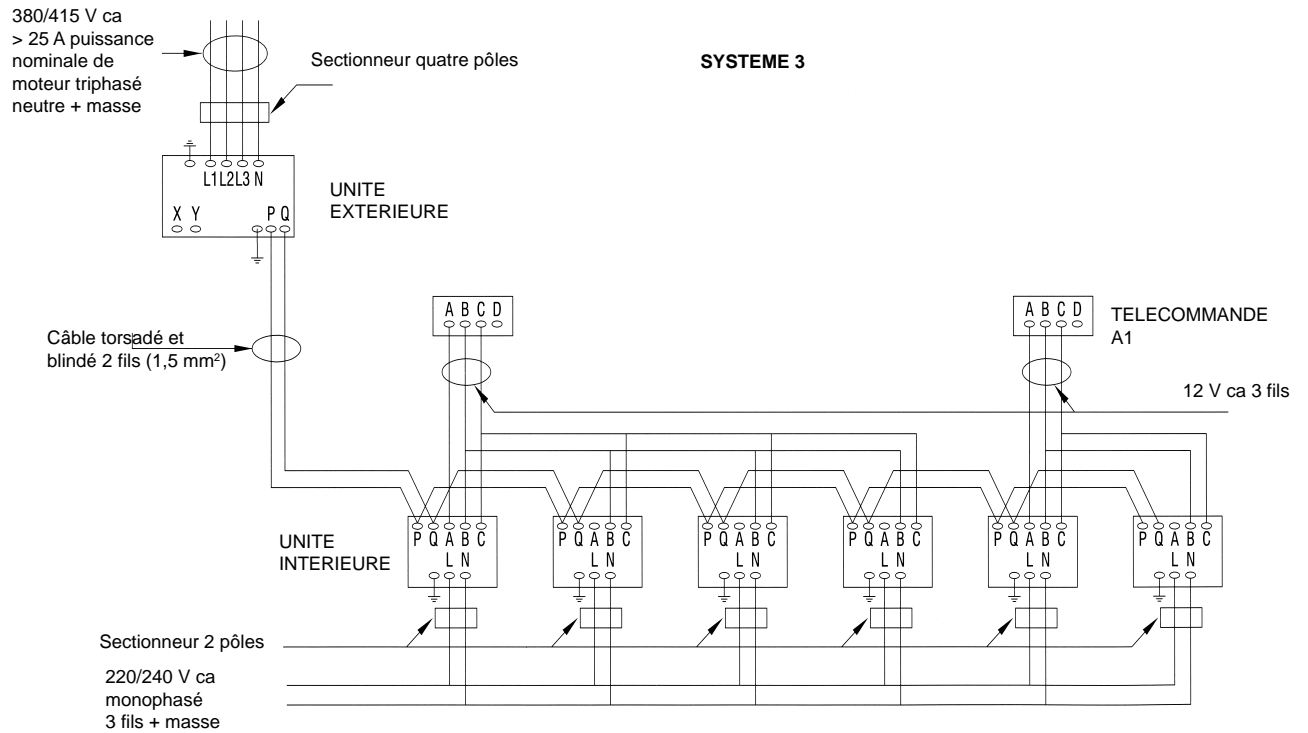 380/415 V ca
> 25 A puissance
nominale de
moteur triphasé
neutre + masse
Sectionneur quatre pôles
SYSTEME 3
L1 L2 L3 N
X Y P Q
UNITE
EXTERIEURE
A B C D
A B C D
TELECOMMANDE
A1
Câble torsadé et
blindé 2 fils (1,5 mm²)
12 V ca 3 fils
UNITE
INTERIEURE
P Q A B C
L N
P Q A B C
L N
P Q A B C
L N
P Q A B C
L N
P Q A B C
L N
P Q A B C
L N
Sectionneur 2 pôles
220/240 V ca
monophasé
3 fils + masse